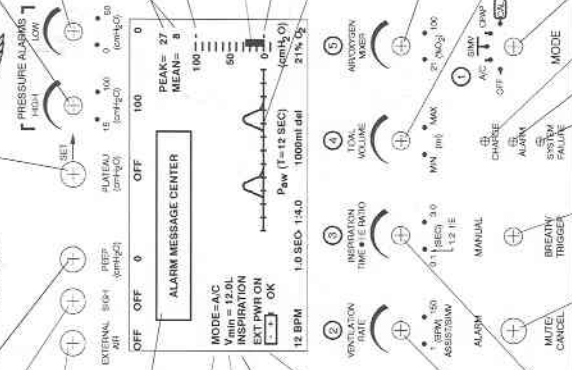 PRESSURE ALARMS
HIGH
LOW
SET
EXTERNAL
AIR
SIGH
PEEP
(cmH2O)
PLATEAU
(cmH2O)
15
100
(cmH2O)
0
50
(cmH2O)
OFF
OFF
0
OFF
100
0
ALARM MESSAGE CENTER
PEAK= 27
MEAN= 8
MODE=A/C
Vmin = 12.0L
INSPIRATION
EXT PWR ON
- + OK
100
50
0
(cmH2O)
Paw (T=12 SEC)
12 BPM
1.0 SEC- 1:4.0
1000ml del
21% O2
2
VENTILATION
RATE
1 (BPM) 150
ASSIST/SIMV
3
INSPIRATION
TIME I:E RATIO
0.1 (SEC) 3.0
1:2 I:E
4
TIDAL
VOLUME
MIN (ml) MAX
5
AIR/OXYGEN
MIXER
21 (%O2) 100
1
OFF
A/C
SIMV
CPAP
CAL
MODE
ALARM
MUTE/
CANCEL
MANUAL
BREATH/
TRIGGER
CHARGE
ALARM
SYSTEM
FAILURE